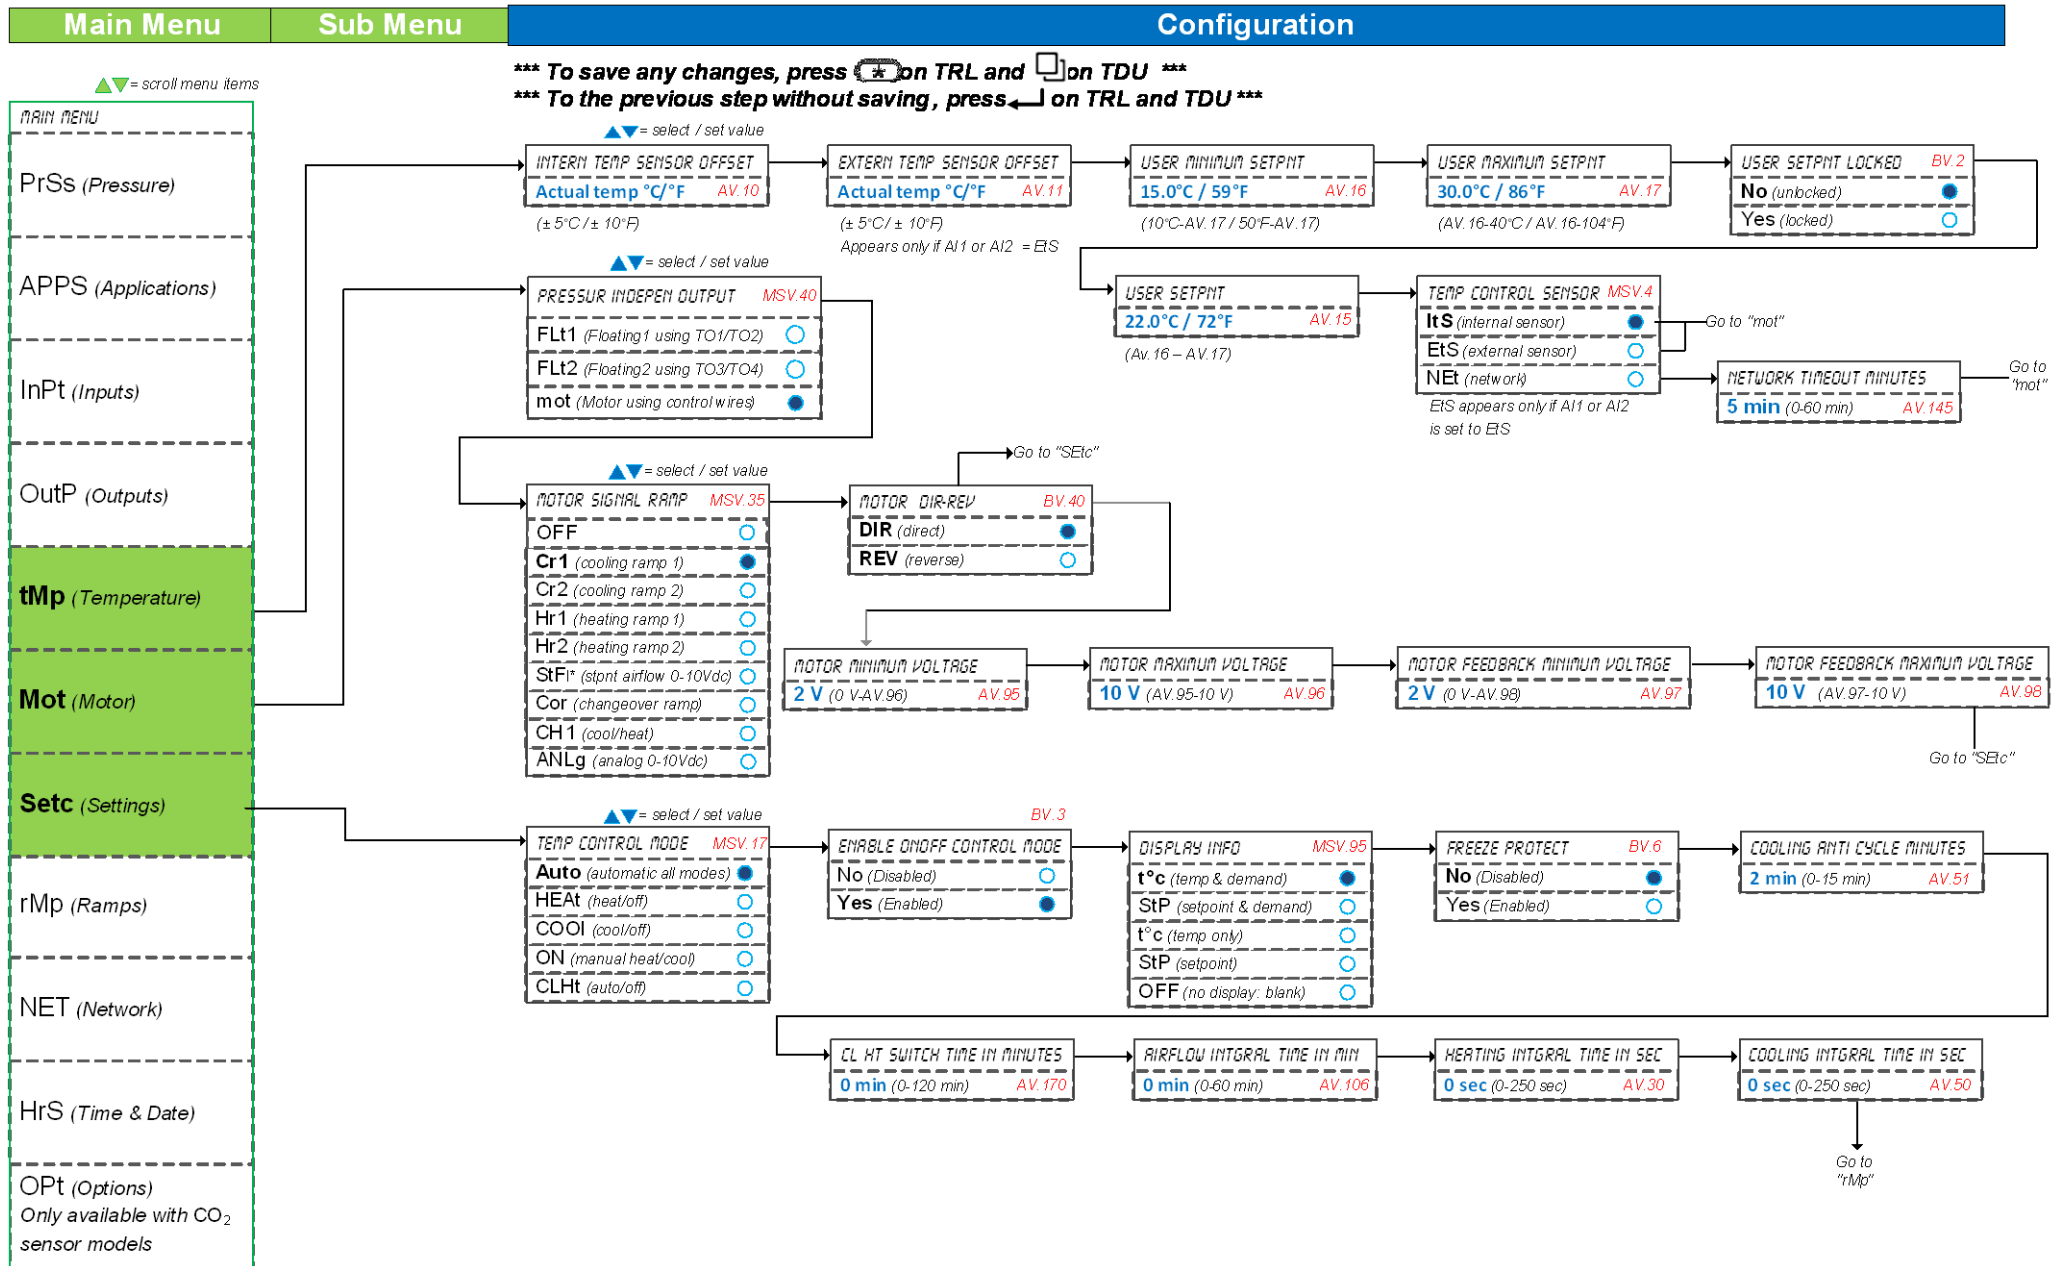 Main Menu
Sub Menu
Configuration
*** To save any changes, press * on TRL and on TDU ***
*** To the previous step without saving, press on TRL and TDU ***
▲▼= scroll menu items
MAIN MENU
PrSs (Pressure)
APPS (Applications)
InPt (Inputs)
OutP (Outputs)
tMp (Temperature)
Mot (Motor)
Setc (Settings)
rMp (Ramps)
NET (Network)
HrS (Time & Date)
OPt (Options)
Only available with CO₂
sensor models
▲▼= select / set value
INTERN TEMP SENSOR OFFSET
Actual temp °C/°F AV.10
(± 5°C / ± 10°F)
EXTERN TEMP SENSOR OFFSET
Actual temp °C/°F AV.11
(± 5°C / ± 10°F)
Appears only if AI1 or AI2 = EtS
USER MINIMUM SETPNT
15.0°C / 59°F AV.16
(10°C-AV.17 / 50°F-AV.17)
USER MAXIMUM SETPNT
30.0°C / 86°F AV.17
(AV.16-40°C / AV.16-104°F)
USER SETPNT LOCKED BV.2
No (unlocked)
Yes (locked)
USER SETPNT
22.0°C / 72°F AV.15
(Av.16 – AV.17)
TEMP CONTROL SENSOR MSV.4
ItS (internal sensor)
EtS (external sensor)
NEt (network)
EtS appears only if AI1 or AI2
is set to EtS
Go to "mot"
NETWORK TIMEOUT MINUTES
5 min (0-60 min) AV.145
Go to
"mot"
▲▼= select / set value
PRESSUR INDEPEN OUTPUT MSV.40
FLt1 (Floating1 using TO1/TO2)
FLt2 (Floating2 using TO3/TO4)
mot (Motor using control wires)
▲▼= select / set value
MOTOR SIGNAL RAMP MSV.35
OFF
Cr1 (cooling ramp 1)
Cr2 (cooling ramp 2)
Hr1 (heating ramp 1)
Hr2 (heating ramp 2)
StFl* (stpnt airflow 0-10Vdc)
Cor (changeover ramp)
CH1 (cool/heat)
ANLg (analog 0-10Vdc)
Go to "SEtc"
MOTOR DIR-REV BV.40
DIR (direct)
REV (reverse)
MOTOR MINIMUM VOLTAGE
2 V (0 V-AV.96) AV.95
MOTOR MAXIMUM VOLTAGE
10 V (AV.95-10 V) AV.96
MOTOR FEEDBACK MINIMUM VOLTAGE
2 V (0 V-AV.98) AV.97
MOTOR FEEDBACK MAXIMUM VOLTAGE
10 V (AV.97-10 V) AV.98
Go to "SEtc"
▲▼= select / set value
TEMP CONTROL MODE MSV.17
Auto (automatic all modes)
HEAt (heat/off)
COOl (cool/off)
ON (manual heat/cool)
CLHt (auto/off)
BV.3
ENABLE ONOFF CONTROL MODE
No (Disabled)
Yes (Enabled)
DISPLAY INFO MSV.95
t°c (temp & demand)
StP (setpoint & demand)
t°c (temp only)
StP (setpoint)
OFF (no display: blank)
FREEZE PROTECT BV.6
No (Disabled)
Yes (Enabled)
COOLING ANTI CYCLE MINUTES
2 min (0-15 min) AV.51
CL HT SWITCH TIME IN MINUTES
0 min (0-120 min) AV.170
AIRFLOW INTGRAL TIME IN MIN
0 min (0-60 min) AV.106
HEATING INTGRAL TIME IN SEC
0 sec (0-250 sec) AV.30
COOLING INTGRAL TIME IN SEC
0 sec (0-250 sec) AV.50
Go to
"rMp"